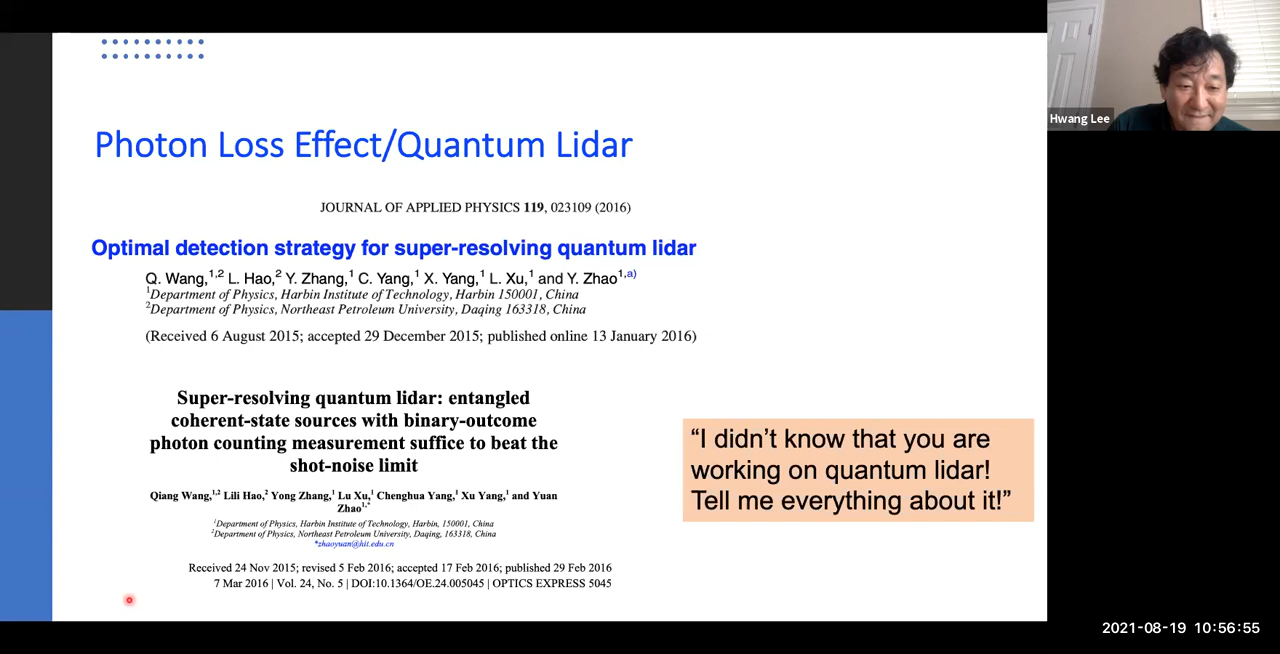 Hwang Lee
Photon Loss Effect/Quantum Lidar
JOURNAL OF APPLIED PHYSICS 119, 023109 (2016)
Optimal detection strategy for super-resolving quantum lidar
Q. Wang,1,2 L. Hao,2 Y. Zhang,1 C. Yang,1 X. Yang,1 L. Xu,1 and Y. Zhao1,a)
1Department of Physics, Harbin Institute of Technology, Harbin 150001, China
2Department of Physics, Northeast Petroleum University, Daqing 163318, China
(Received 6 August 2015; accepted 29 December 2015; published online 13 January 2016)
Super-resolving quantum lidar: entangled
coherent-state sources with binary-outcome
photon counting measurement suffice to beat the
shot-noise limit
Qiang Wang,1,2 Lili Hao,2 Yong Zhang,1 Lu Xu,1 Chenghua Yang,1 Xu Yang,1 and Yuan
Zhao1,*
1Department of Physics, Harbin Institute of Technology, Harbin, 150001, China
2Department of Physics, Northeast Petroleum University, Daqing, 163318, China
*zhaoyuan@hit.edu.cn
Received 24 Nov 2015; revised 5 Feb 2016; accepted 17 Feb 2016; published 29 Feb 2016
7 Mar 2016 | Vol. 24, No. 5 | DOI:10.1364/OE.24.005045 | OPTICS EXPRESS 5045
“I didn’t know that you are
working on quantum lidar!
Tell me everything about it!”
2021-08-19 10:56:55